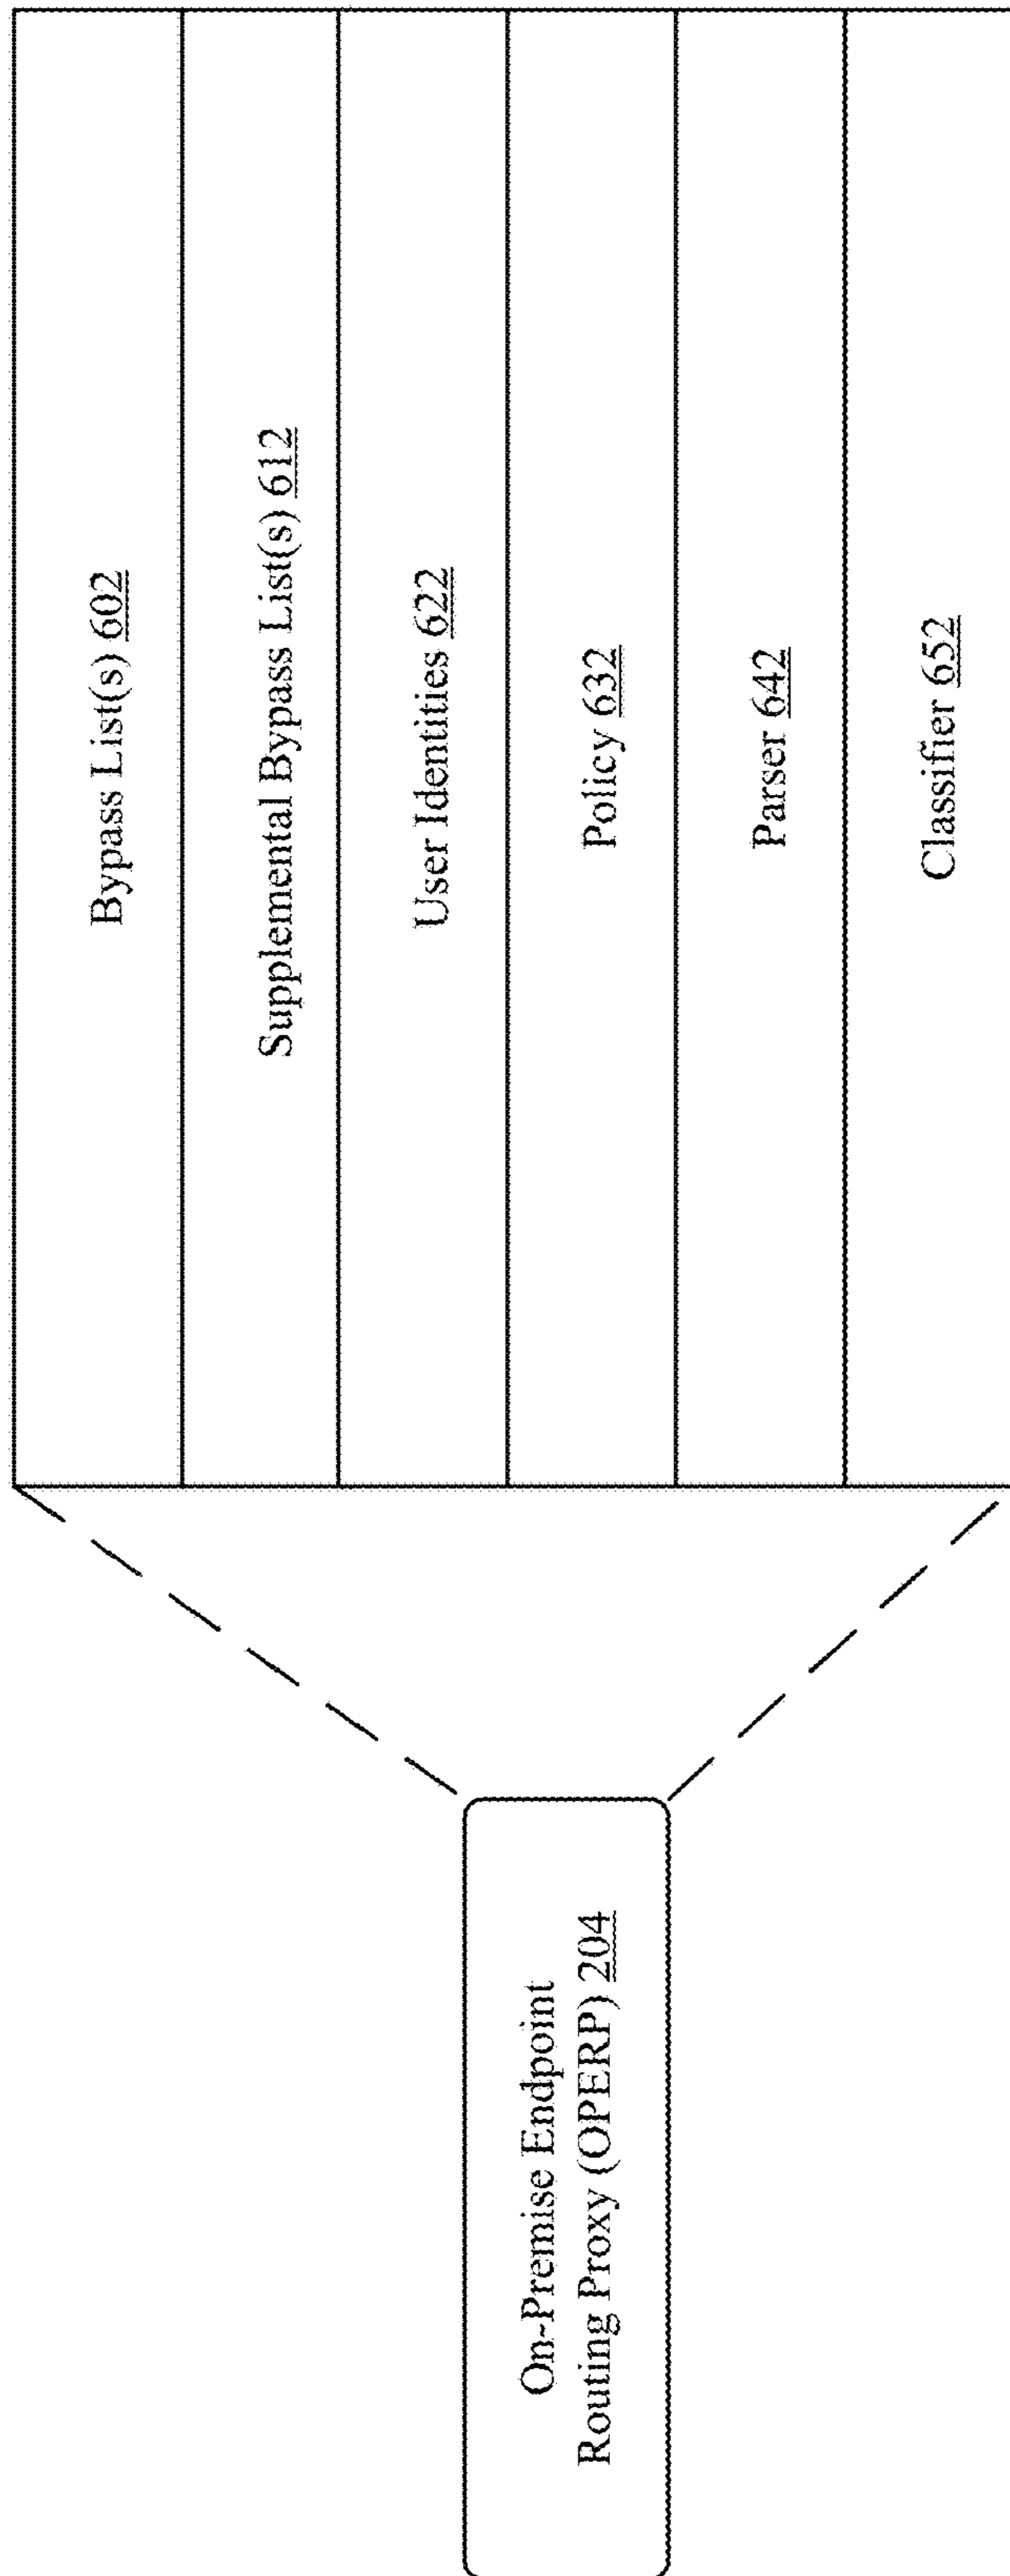 On-Premise Endpoint
Routing Proxy (OPERP) 204
Bypass List(s) 602
Supplemental Bypass List(s) 612
User Identities 622
Policy 632
Parser 642
Classifier 652